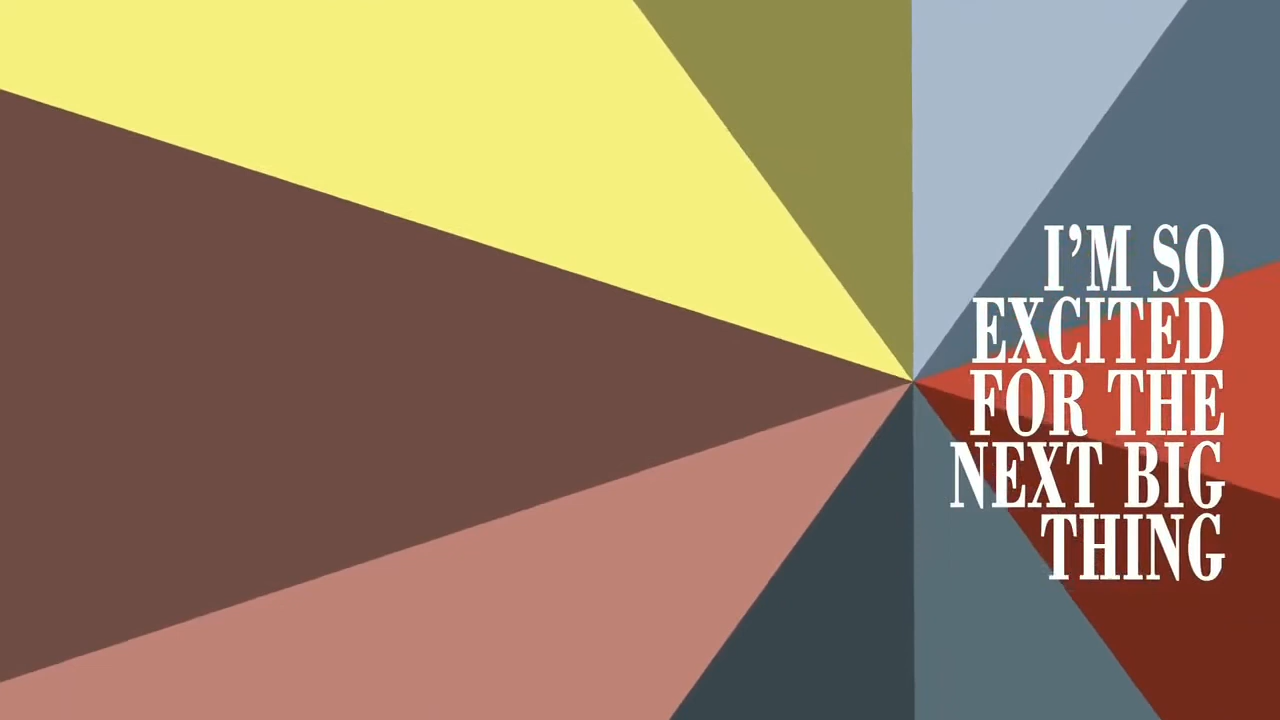 I’M SO
EXCITED
FOR THE
NEXT BIG
THING